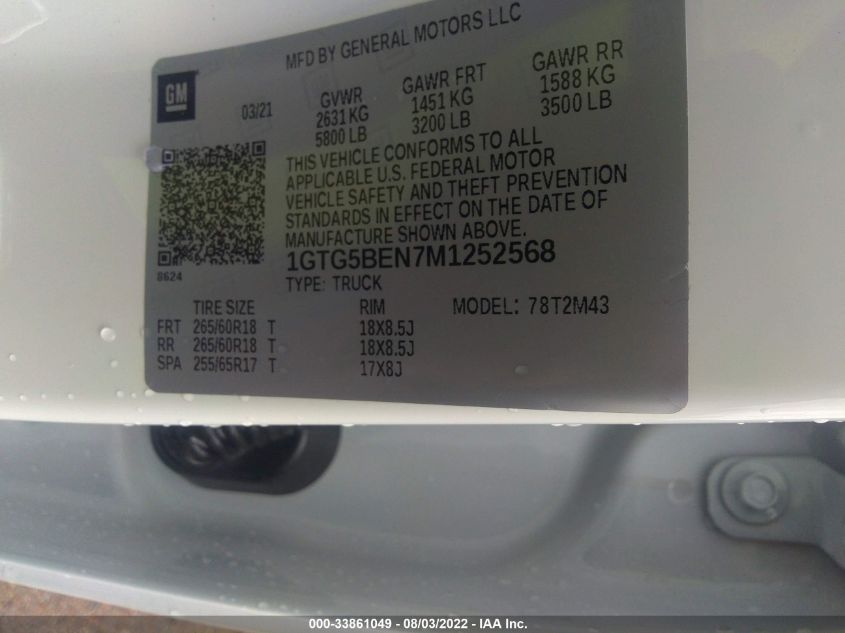 MFD BY GENERAL MOTORS LLC
GM
03/21
GVWR GAWR FRT GAWR RR
2631 KG 1451 KG 1588 KG
5800 LB 3200 LB 3500 LB
THIS VEHICLE CONFORMS TO ALL
APPLICABLE U.S. FEDERAL MOTOR
VEHICLE SAFETY AND THEFT PREVENTION
STANDARDS IN EFFECT ON THE DATE OF
MANUFACTURE SHOWN ABOVE.
8624
1GTG5BEN7M1252568
TYPE: TRUCK
TIRE SIZE RIM MODEL: 78T2M43
FRT 265/60R18 T 18X8.5J
RR 265/60R18 T 18X8.5J
SPA 255/65R17 T 17X8J
000-33861049 - 08/03/2022 - IAA Inc.